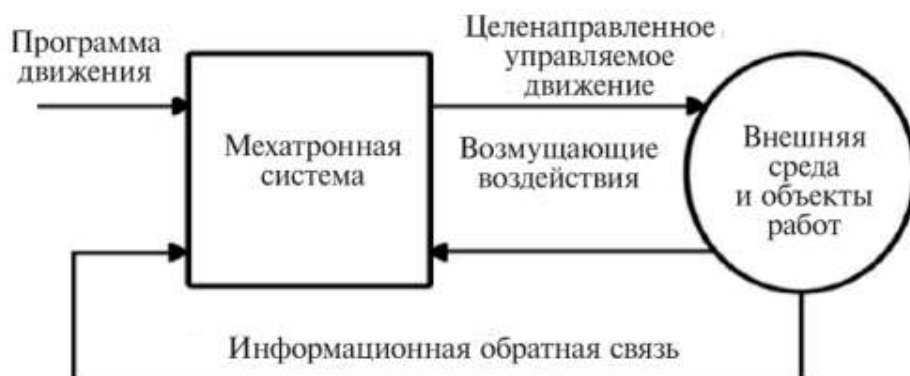 Программа
движения
Целенаправленное
управляемое
движение
Мехатронная
система
Возмущающие
воздействия
Внешняя
среда
и объекты
работ
Информационная обратная связь